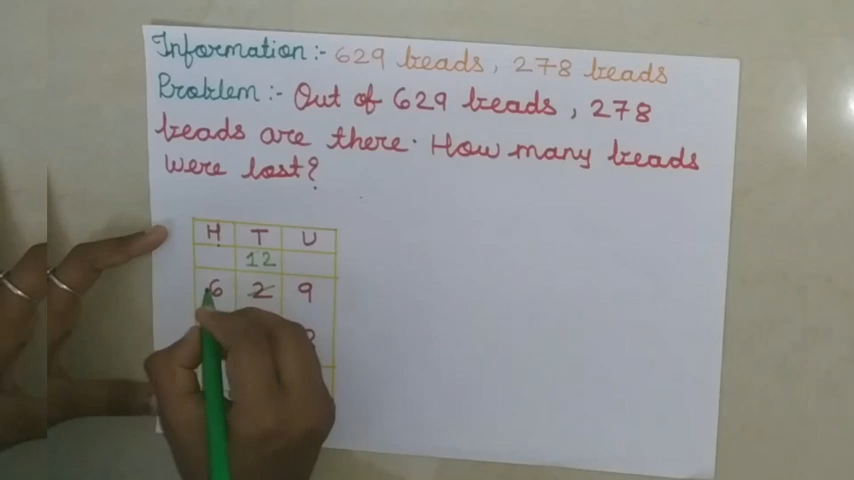 Information :- 629 beads, 278 beads
Problem :- Out of 629 beads, 278
beads are there. How many beads
were lost?
H T U
12
6 2 9